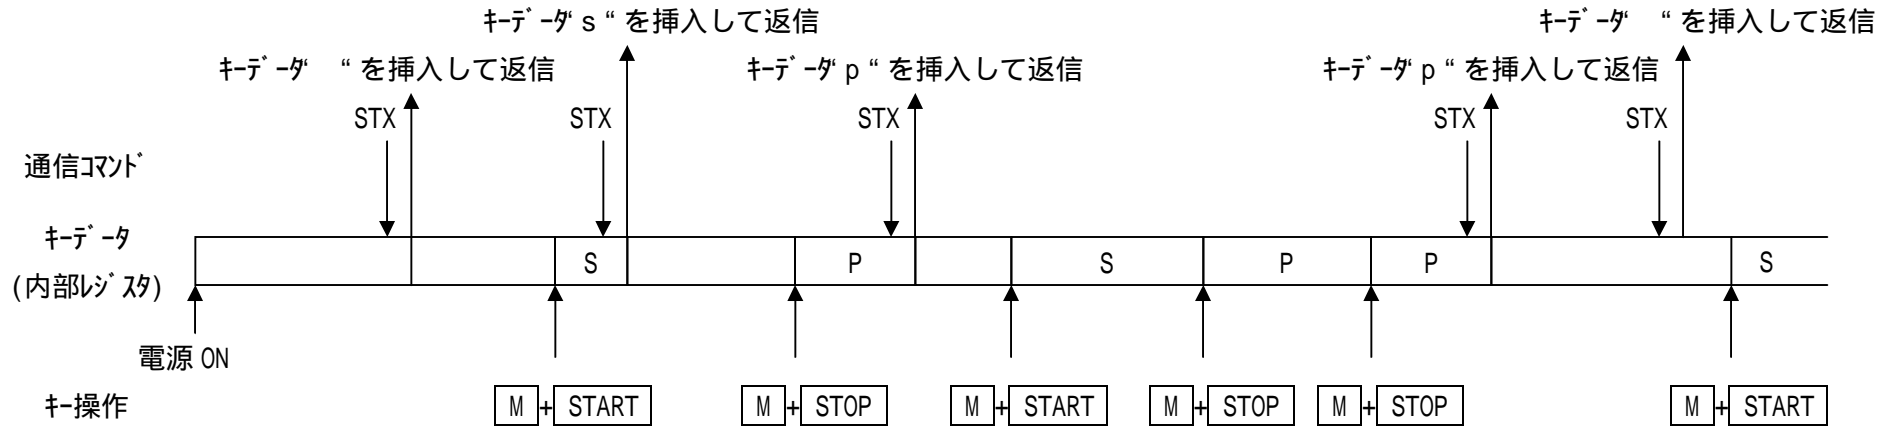 ｷｰﾃﾞｰﾀ“ s “ を挿入して返信
ｷｰﾃﾞｰﾀ“ “ を挿入して返信
ｷｰﾃﾞｰﾀ“ “ を挿入して返信
ｷｰﾃﾞｰﾀ“ p “ を挿入して返信
ｷｰﾃﾞｰﾀ“ p “ を挿入して返信
STX STX STX STX STX
通信ｺﾏﾝﾄﾞ
ｷｰﾃﾞｰﾀ
(内部ﾚｼﾞｽﾀ)
S P S P P S
電源 ON
ｷｰ操作
M + START M + STOP M + START M + STOP M + STOP M + START